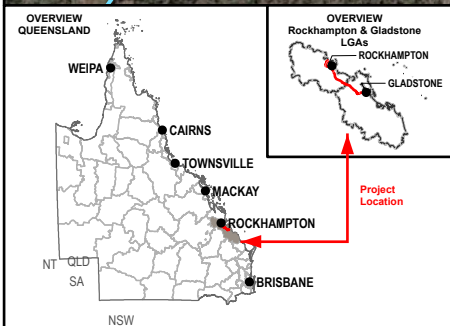 OVERVIEW
QUEENSLAND
WEIPA
CAIRNS
TOWNSVILLE
MACKAY
ROCKHAMPTON
BRISBANE
NT
QLD
SA
NSW
OVERVIEW
Rockhampton & Gladstone
LGAs
ROCKHAMPTON
GLADSTONE
Project
Location